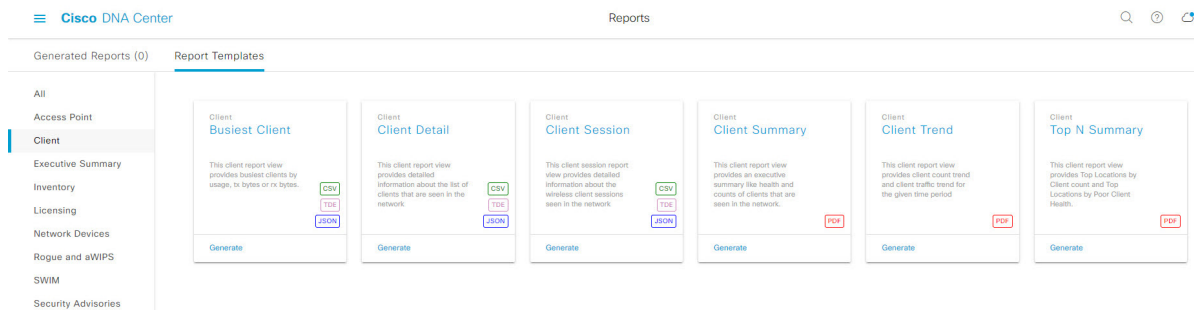 Cisco DNA Center
Reports
Generated Reports (0)
Report Templates
All
Access Point
Client
Executive Summary
Inventory
Licensing
Network Devices
Rogue and aWIPS
SWIM
Security Advisories
Client
Busiest Client
This client report view
provides busiest clients by
usage, tx bytes or rx bytes.
CSV
TDE
JSON
Generate
Client
Client Detail
This client report view
provides detailed
information about the list of
clients that are seen in the
network
CSV
TDE
JSON
Generate
Client
Client Session
This client session report
view provides detailed
information about the
wireless client sessions
seen in the network
CSV
TDE
JSON
Generate
Client
Client Summary
This client report view
provides an executive
summary like health and
counts of clients that are
seen in the network.
PDF
Generate
Client
Client Trend
This client report view
provides client count trend
and client traffic trend for
the given time period
PDF
Generate
Client
Top N Summary
This client report view
provides Top Locations by
Client count and Top
Locations by Poor Client
Health.
PDF
Generate